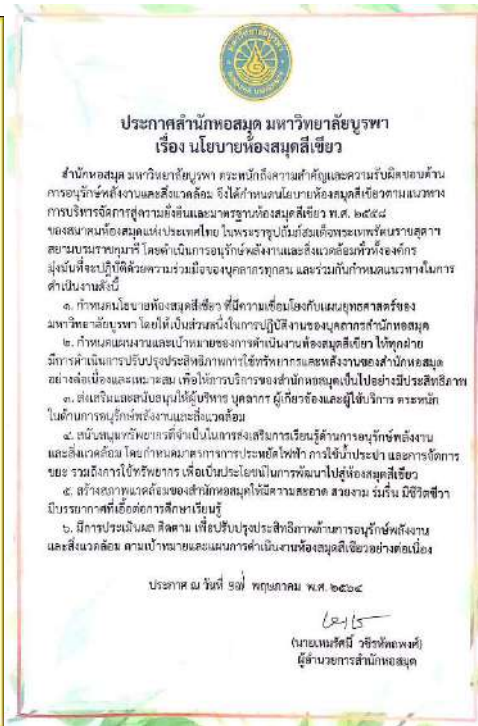 ประกาศสำนักหอสมุด มหาวิทยาลัยบูรพา
เรื่อง นโยบายห้องสมุดสีเขียว
สำนักหอสมุด มหาวิทยาลัยบูรพา ตระหนักถึงความสำคัญและความรับผิดชอบด้าน
การอนุรักษ์พลังงานและสิ่งแวดล้อม จึงได้กำหนดนโยบายห้องสมุดสีเขียวตามแนวทาง
การบริหารจัดการสู่ความยั่งยืนและมาตรฐานห้องสมุดสีเขียว พ.ศ. ๒๕๕๘
ของสมาคมห้องสมุดแห่งประเทศไทย ในพระราชูปถัมภ์สมเด็จพระเทพรัตนราชสุดาฯ
สยามบรมราชกุมารี โดยดำเนินการอนุรักษ์พลังงานและสิ่งแวดล้อมทั่วทั้งองค์กร
มุ่งมั่นที่จะปฏิบัติด้วยความร่วมมือของบุคลากรทุกคน และร่วมกันกำหนดแนวทางในการ
ดำเนินงานดังนี้
๑. กำหนดนโยบายห้องสมุดสีเขียว ที่มีความเชื่อมโยงกับแผนยุทธศาสตร์ของ
มหาวิทยาลัยบูรพา โดยให้เป็นส่วนหนึ่งในการปฏิบัติงานของบุคลากรสำนักหอสมุด
๒. กำหนดแผนงานและเป้าหมายของการดำเนินงานห้องสมุดสีเขียว ให้ทุกฝ่าย
มีการดำเนินการปรับปรุงประสิทธิภาพการใช้ทรัพยากรและพลังงานของสำนักหอสมุด
อย่างต่อเนื่องและเหมาะสม เพื่อให้การบริการของสำนักหอสมุดเป็นไปอย่างมีประสิทธิภาพ
๓. ส่งเสริมและสนับสนุนให้ผู้บริหาร บุคลากร ผู้เกี่ยวข้องและผู้ใช้บริการ ตระหนัก
ในด้านการอนุรักษ์พลังงานและสิ่งแวดล้อม
๔. สนับสนุนทรัพยากรที่จำเป็นในการส่งเสริมการเรียนรู้ด้านการอนุรักษ์พลังงาน
และสิ่งแวดล้อม โดยกำหนดมาตรการการประหยัดไฟฟ้า การใช้น้ำประปา และการจัดการ
ขยะ รวมถึงการใช้ทรัพยากร เพื่อเป็นประโยชน์ในการพัฒนาไปสู่ห้องสมุดสีเขียว
๕. สร้างสภาพแวดล้อมของสำนักหอสมุดให้มีความสะอาด สวยงาม ร่มรื่น มีชีวิตชีวา
มีบรรยากาศที่เอื้อต่อการศึกษาเรียนรู้
๖. มีการประเมินผล ติดตาม เพื่อปรับปรุงประสิทธิภาพด้านการอนุรักษ์พลังงาน
และสิ่งแวดล้อม ตามเป้าหมายและแผนการดำเนินงานห้องสมุดสีเขียวอย่างต่อเนื่อง
ประกาศ ณ วันที่ พฤษภาคม พ.ศ. ๒๕๖๔
ผู้อำนวยการสำนักหอสมุด